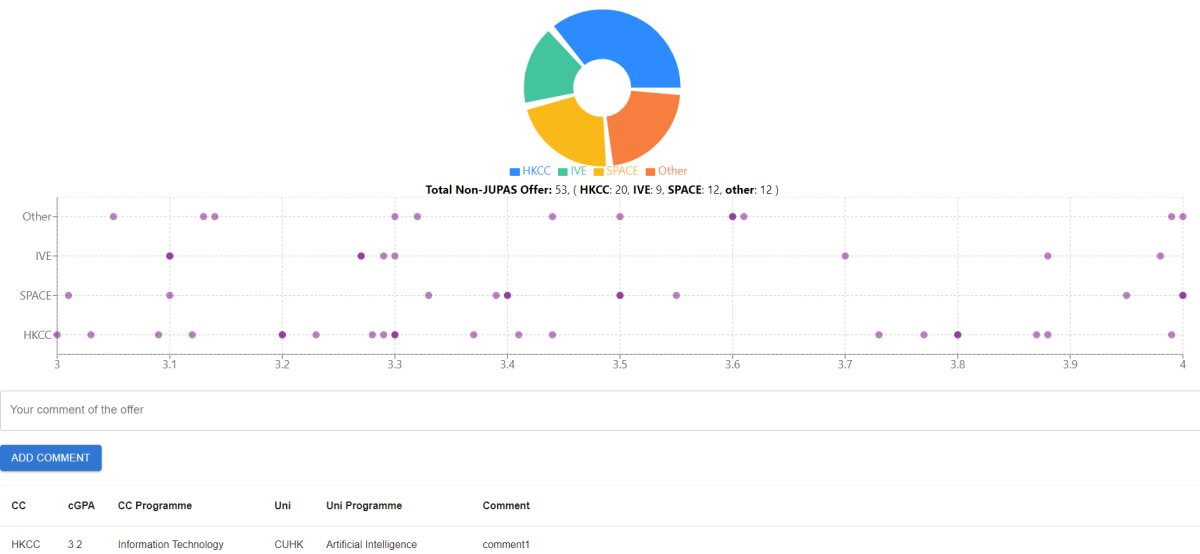 HKCC IVE SPACE Other
Total Non-JUPAS Offer: 53, ( HKCC: 20, IVE: 9, SPACE: 12, other: 12 )
Other
IVE
SPACE
HKCC
3 3.1 3.2 3.3 3.4 3.5 3.6 3.7 3.8 3.9 4
Your comment of the offer
ADD COMMENT
CC cGPA CC Programme Uni Uni Programme Comment
HKCC 3.2 Information Technology CUHK Artificial Intelligence comment1